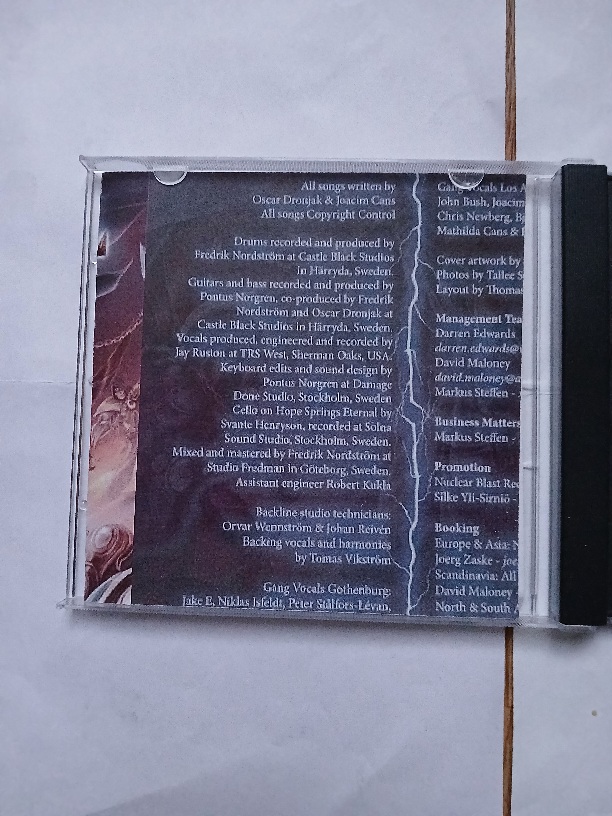 All songs written by
Oscar Dronjak & Joacim Cans
All songs Copyright Control
Drums recorded and produced by
Fredrik Nordström at Castle Black Studios
in Härryda, Sweden.
Guitars and bass recorded and produced by
Pontus Norgren, co-produced by Fredrik
Nordström and Oscar Dronjak at
Castle Black Studios in Härryda, Sweden.
Vocals produced, engineered and recorded by
Jay Ruston at TRS West, Sherman Oaks, USA.
Keyboard edits and sound design by
Pontus Norgren at Damage
Done Studio, Stockholm, Sweden
Cello on Hope Springs Eternal by
Svante Henryson, recorded at Solna
Sound Studio, Stockholm, Sweden.
Mixed and mastered by Fredrik Nordström at
Studio Fredman in Göteborg, Sweden.
Assistant engineer Robert Kukla
Backline studio technicians:
Orvar Wennström & Johan Reivén
Backing vocals and harmonies
by Tomas Vikström
Gang Vocals Gothenburg:
Jake E, Niklas Isfeldt, Peter Stålfors-Lévan,
Gang Vocals Los A
John Bush, Joacim
Chris Newberg,
Mathilda Cans &
Cover artwork by
Photos by Tallee S
Layout by Thomas
Management Tea
Darren Edwards
darren.edwards@
David Maloney
david.maloney@a
Markus Steffen -
Business Matters
Markus Steffen -
Promotion
Nuclear Blast Rec
Silke Yli-Sirniö -
Booking
Europe & Asia: N
Joerg Zaske - joe
Scandinavia: All
David Maloney -
North & South A